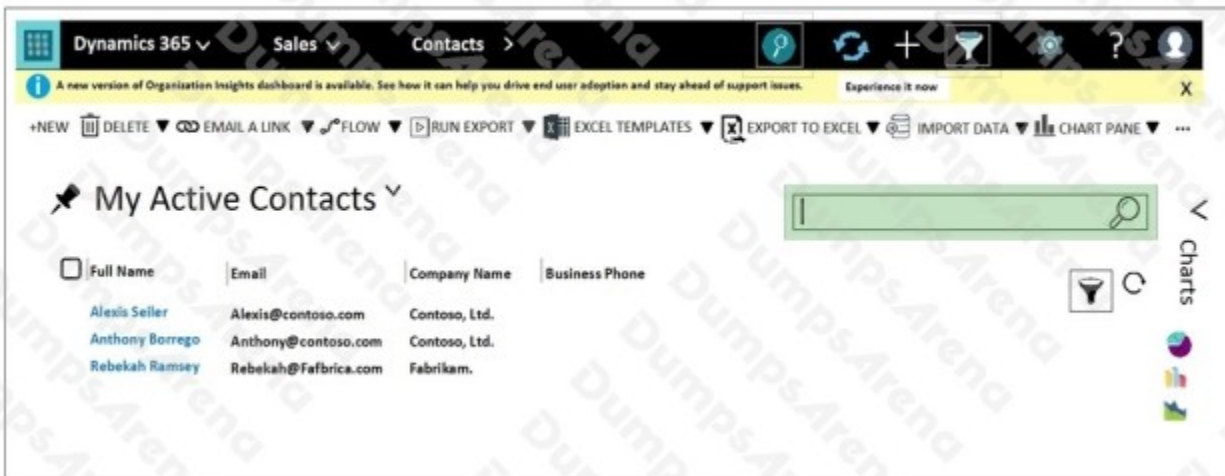 Dynamics 365 Sales Contacts >
A new version of Organization Insights dashboard is available. See how it can help you drive end user adoption and stay ahead of support issues. Experience it now X
+NEW DELETE EMAIL A LINK FLOW RUN EXPORT EXCEL TEMPLATES EXPORT TO EXCEL IMPORT DATA CHART PANE ...
My Active Contacts
Charts
Full Name Email Company Name Business Phone
Alexis Seiler Alexis@contoso.com Contoso, Ltd.
Anthony Borrego Anthony@contoso.com Contoso, Ltd.
Rebekah Ramsey Rebekah@Fafbrica.com Fabrikam.
DumpsArena